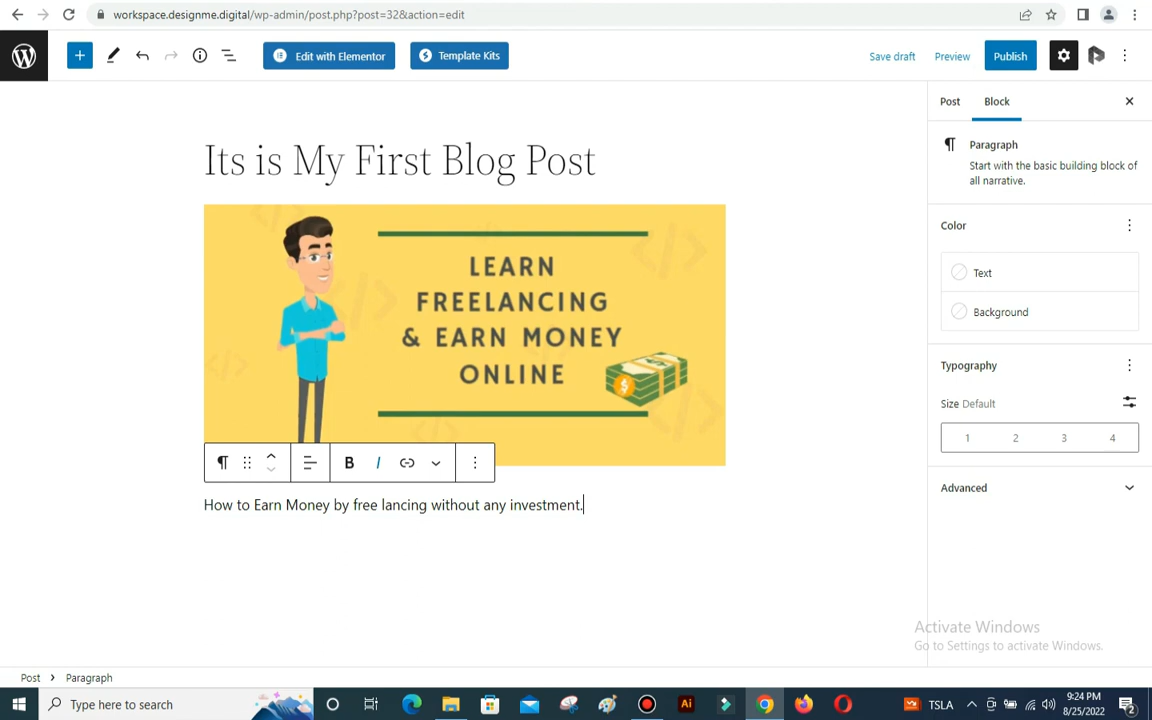 workspace.designme.digital/wp-admin/post.php?post=32&action=edit
Edit with Elementor
Template Kits
Save draft
Preview
Publish
Post
Block
Paragraph
Start with the basic building block of
all narrative.
Its is My First Blog Post
LEARN
FREELANCING
& EARN MONEY
ONLINE
Color
Text
Background
Typography
Size Default
1 2 3 4
B I
How to Earn Money by free lancing without any investment.
Advanced
Activate Windows
Go to Settings to activate Windows.
Post > Paragraph
Type here to search
Ai
TSLA
9:24 PM
8/25/2022
2